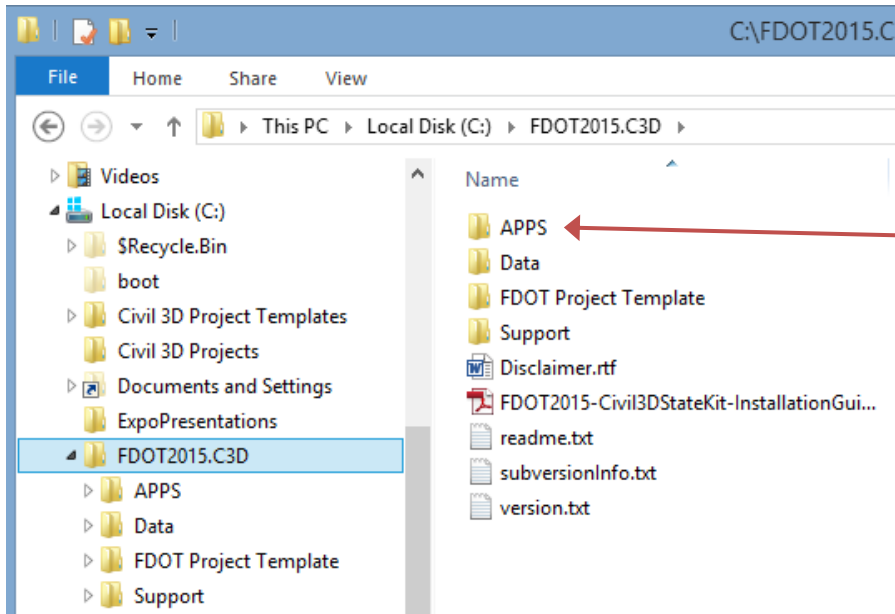 C:\FDOT2015.C
File Home Share View
This PC Local Disk (C:) FDOT2015.C3D
Videos
Local Disk (C:)
$Recycle.Bin
boot
Civil 3D Project Templates
Civil 3D Projects
Documents and Settings
ExpoPresentations
FDOT2015.C3D
APPS
Data
FDOT Project Template
Support
Name
APPS
Data
FDOT Project Template
Support
Disclaimer.rtf
FDOT2015-Civil3DStateKit-InstallationGui...
readme.txt
subversionInfo.txt
version.txt